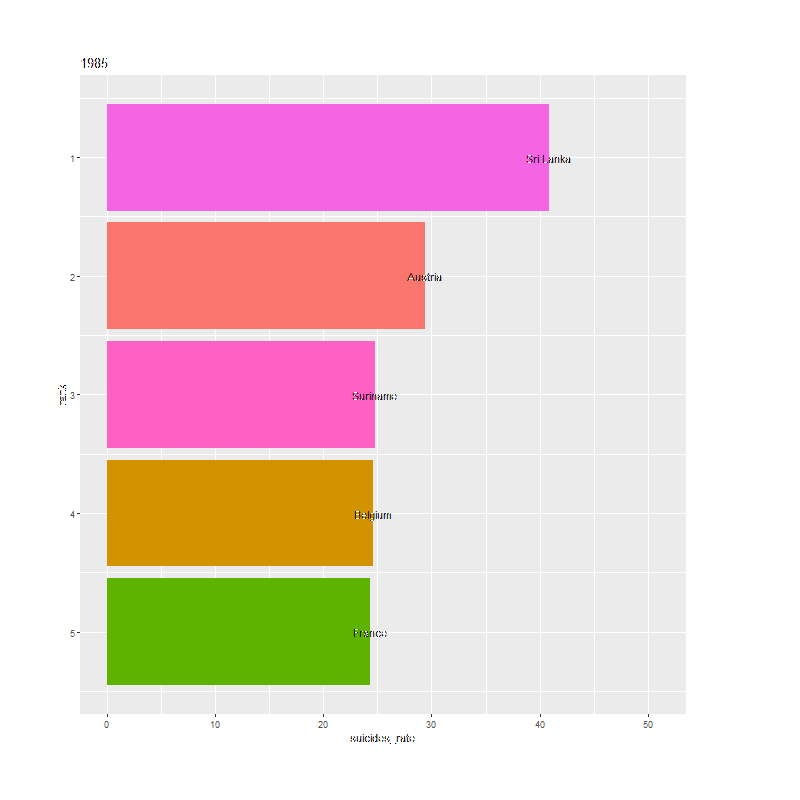 1985
1
Sri Lanka
2
Austria
3
Suriname
4
Belgium
5
France
rank
0 10 20 30 40 50
suicides_rate